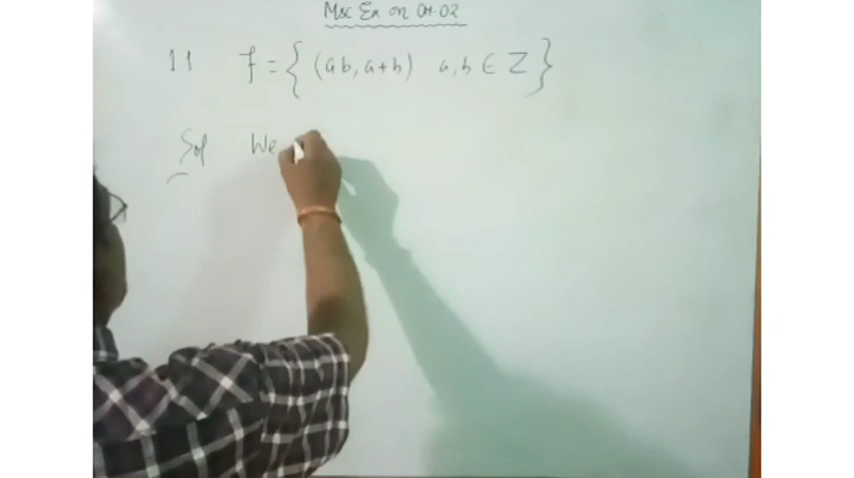 Misc Ex on CH.02
11 f = { (ab, a+b) a, b ∈ Z }
Sol We